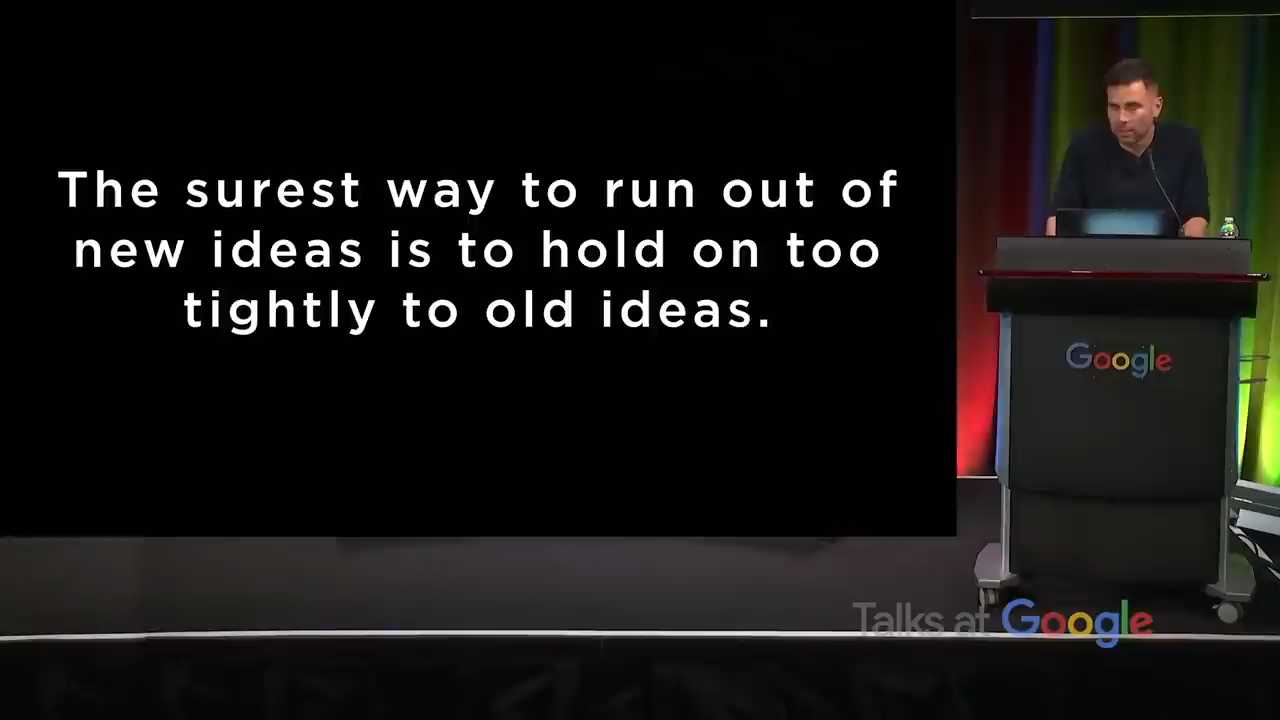 The surest way to run out of
new ideas is to hold on too
tightly to old ideas.
Google
Talks at Google